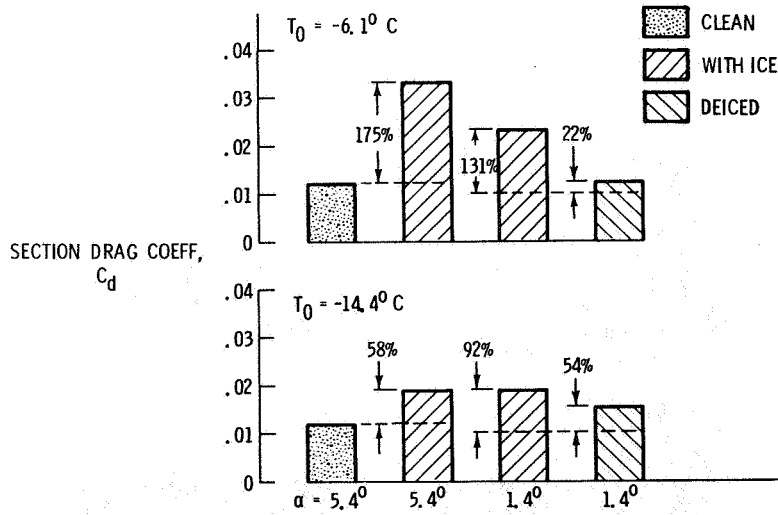 T0 = -6.1° C
CLEAN
WITH ICE
DEICED
.04
.03
.02
.01
0
175%
131%
22%
SECTION DRAG COEFF,
Cd
T0 = -14.4° C
.04
.03
.02
.01
0
58%
92%
54%
α = 5.4° 5.4° 1.4° 1.4°